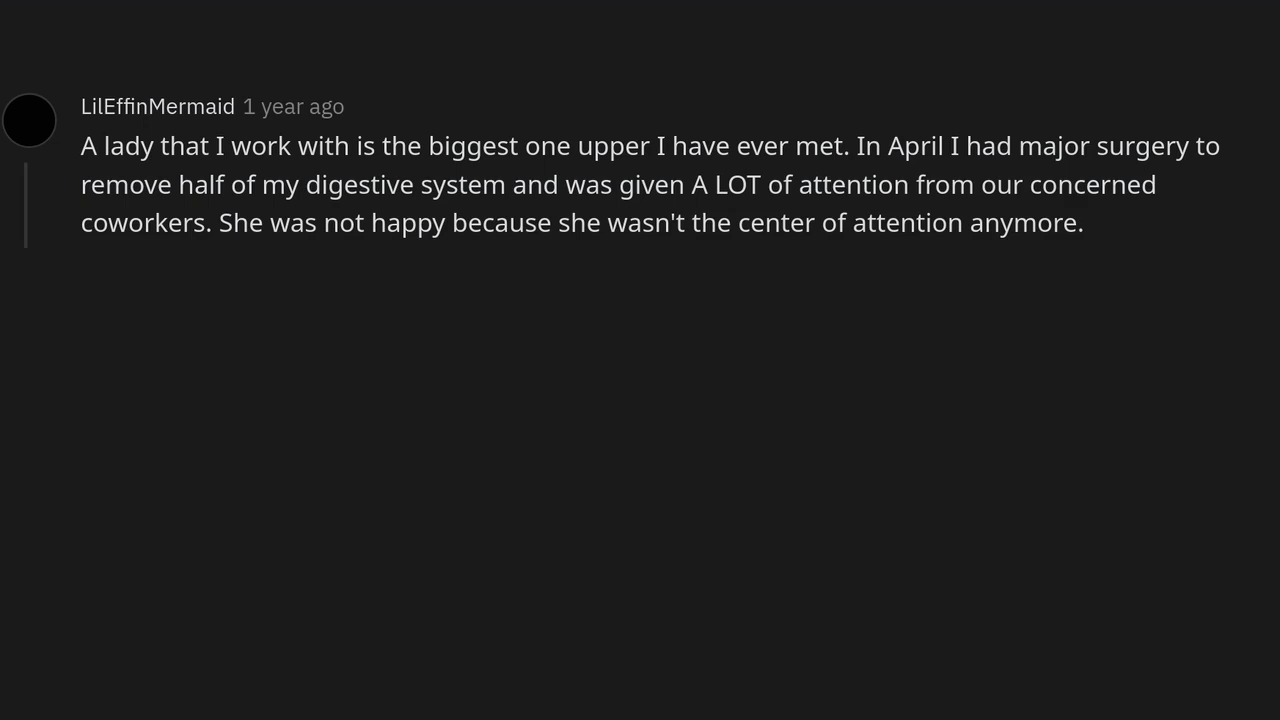 LilEffinMermaid 1 year ago
A lady that I work with is the biggest one upper I have ever met. In April I had major surgery to
remove half of my digestive system and was given A LOT of attention from our concerned
coworkers. She was not happy because she wasn't the center of attention anymore.